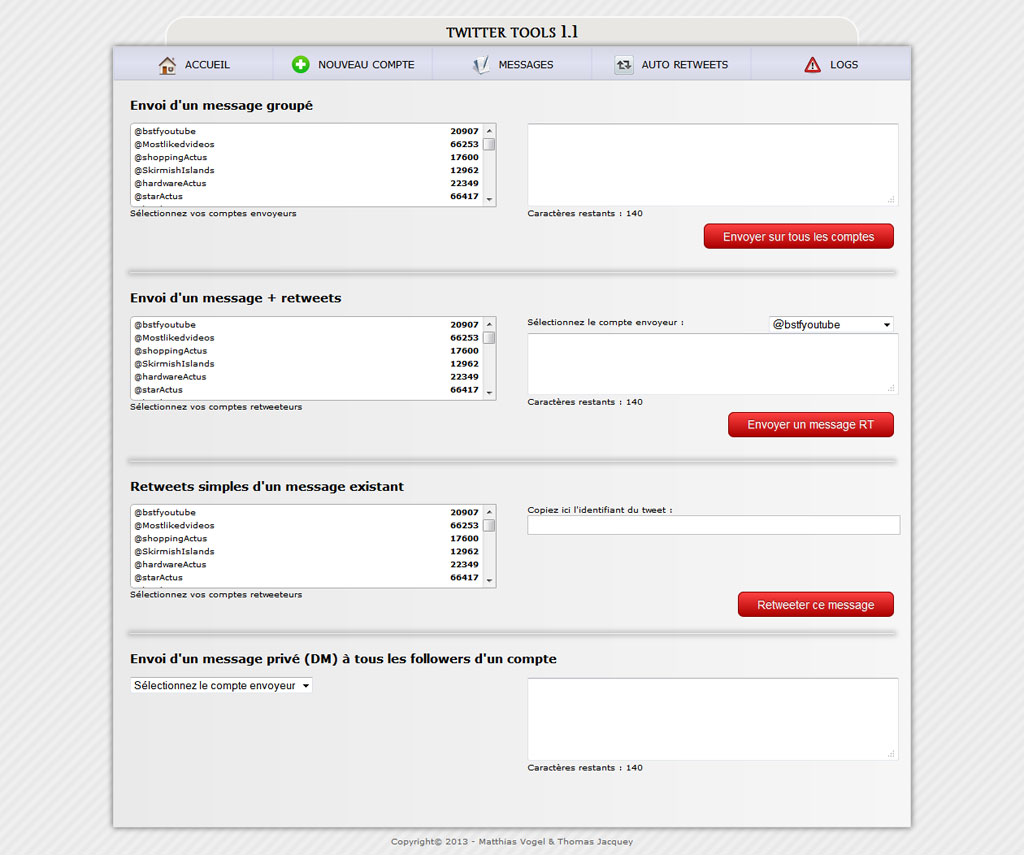 TWITTER TOOLS 1.1
ACCUEIL NOUVEAU COMPTE MESSAGES AUTO RETWEETS LOGS
Envoi d'un message groupé
@bstfyoutube 20907
@Mostlikedvideos 66253
@shoppingActus 17600
@SkirmishIslands 12962
@hardwareActus 22349
@starActus 66417
Sélectionnez vos comptes envoyeurs
Caractères restants : 140
Envoyer sur tous les comptes
Envoi d'un message + retweets
@bstfyoutube 20907
@Mostlikedvideos 66253
@shoppingActus 17600
@SkirmishIslands 12962
@hardwareActus 22349
@starActus 66417
Sélectionnez vos comptes retweeteurs
Sélectionnez le compte envoyeur : @bstfyoutube
Caractères restants : 140
Envoyer un message RT
Retweets simples d'un message existant
@bstfyoutube 20907
@Mostlikedvideos 66253
@shoppingActus 17600
@SkirmishIslands 12962
@hardwareActus 22349
@starActus 66417
Sélectionnez vos comptes retweeteurs
Copiez ici l'identifiant du tweet :
Retweeter ce message
Envoi d'un message privé (DM) à tous les followers d'un compte
Sélectionnez le compte envoyeur
Caractères restants : 140
Copyright© 2013 - Matthias Vogel & Thomas Jacquey